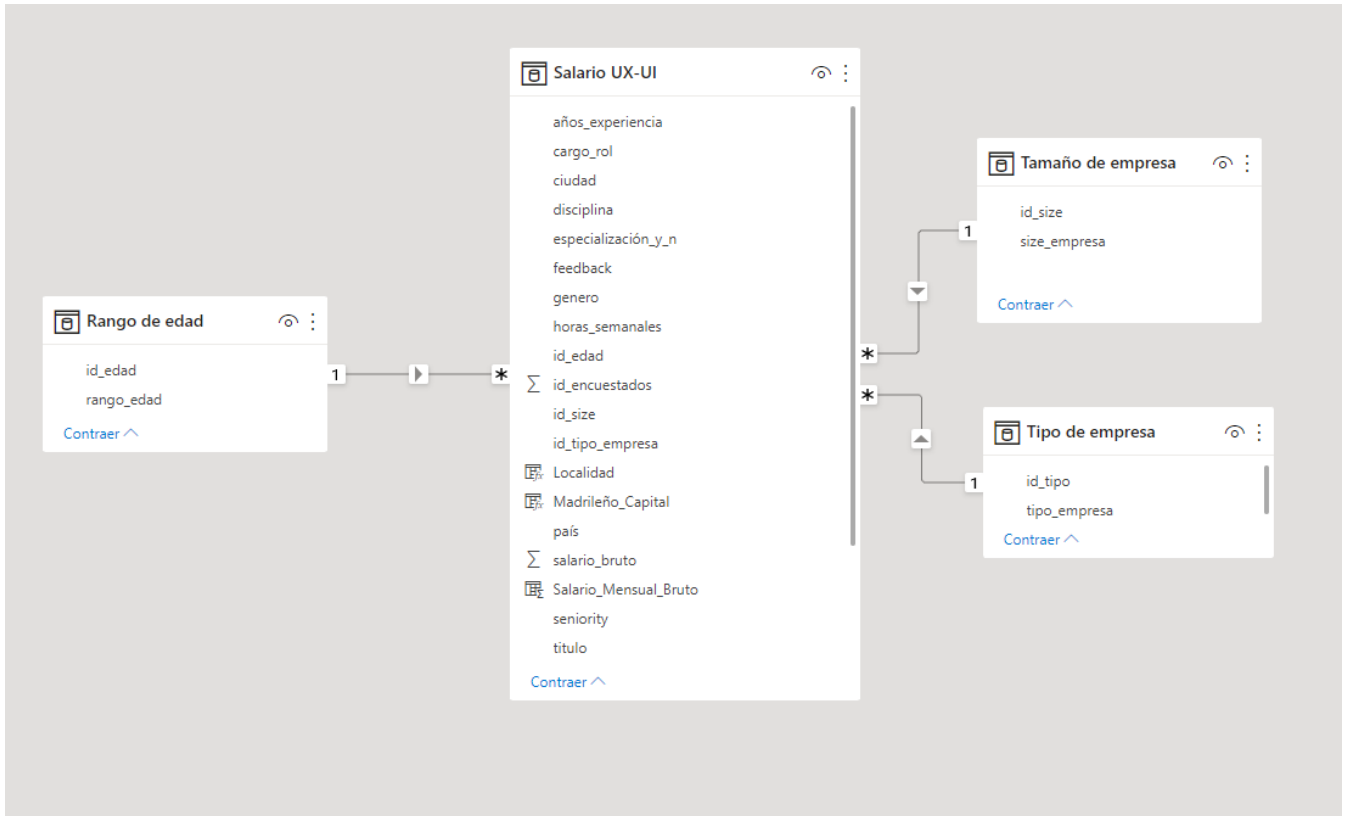 Salario UX-UI
años_experiencia
cargo_rol
ciudad
disciplina
especialización_y_n
feedback
genero
horas_semanales
id_edad
id_encuestados
id_size
id_tipo_empresa
Localidad
Madrileño_Capital
país
salario_bruto
Salario_Mensual_Bruto
seniority
titulo
Contraer
Rango de edad
id_edad
rango_edad
Contraer
1
*
Tamaño de empresa
id_size
size_empresa
Contraer
1
*
*
1
Tipo de empresa
id_tipo
tipo_empresa
Contraer